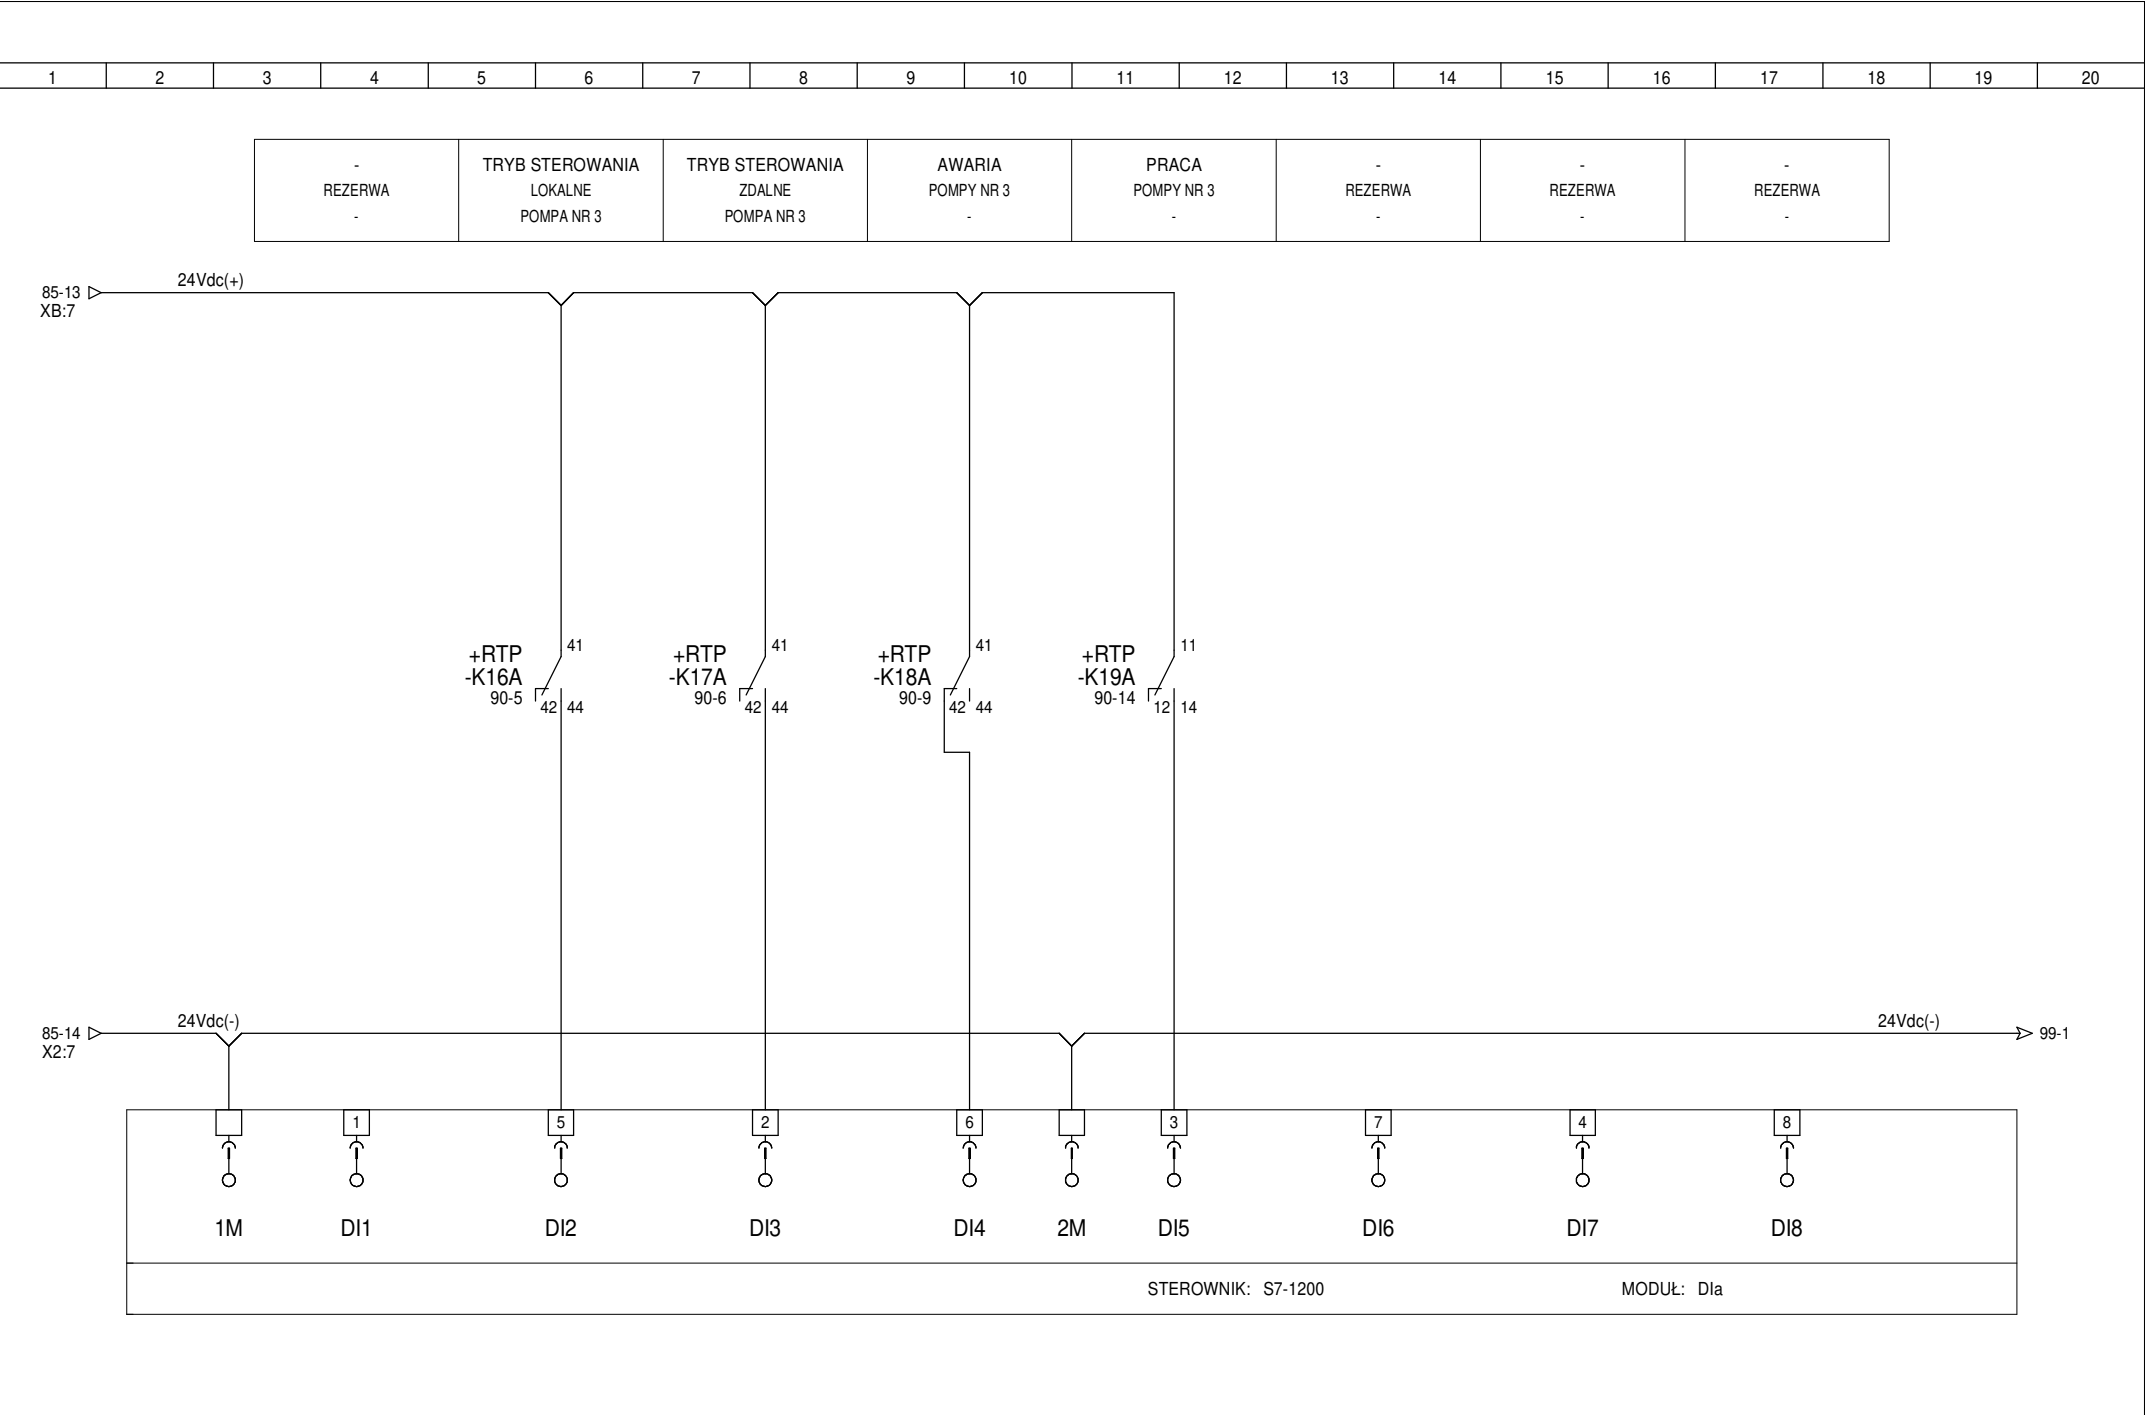 1 2 3 4 5 6 7 8 9 10 11 12 13 14 15 16 17 18 19 20
- TRYB STEROWANIA TRYB STEROWANIA AWARIA PRACA - - -
REZERWA LOKALNE ZDALNE POMPY NR 3 POMPY NR 3 REZERWA REZERWA REZERWA
- POMPA NR 3 POMPA NR 3 - - - - -
24Vdc(+)
85-13
XB:7
41 41 41 11
+RTP +RTP +RTP +RTP
-K16A -K17A -K18A -K19A
90-5 90-6 90-9 90-14
42 44 42 44 42 44 12 14
24Vdc(-) 24Vdc(-)
85-14 99-1
X2:7
1 5 2 6 3 7 4 8
1M DI1 DI2 DI3 DI4 2M DI5 DI6 DI7 DI8
STEROWNIK: S7-1200 MODUŁ: DIa